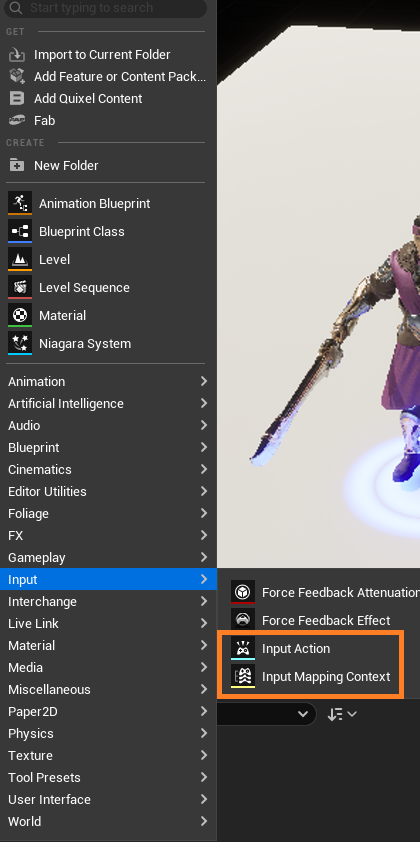 Start typing to search
GET
Import to Current Folder
Add Feature or Content Pack...
Add Quixel Content
Fab
CREATE
New Folder
Animation Blueprint
Blueprint Class
Level
Level Sequence
Material
Niagara System
Animation
Artificial Intelligence
Audio
Blueprint
Cinematics
Editor Utilities
Foliage
FX
Gameplay
Input
Interchange
Live Link
Material
Media
Miscellaneous
Paper2D
Physics
Texture
Tool Presets
User Interface
World
Force Feedback Attenuation
Force Feedback Effect
Input Action
Input Mapping Context